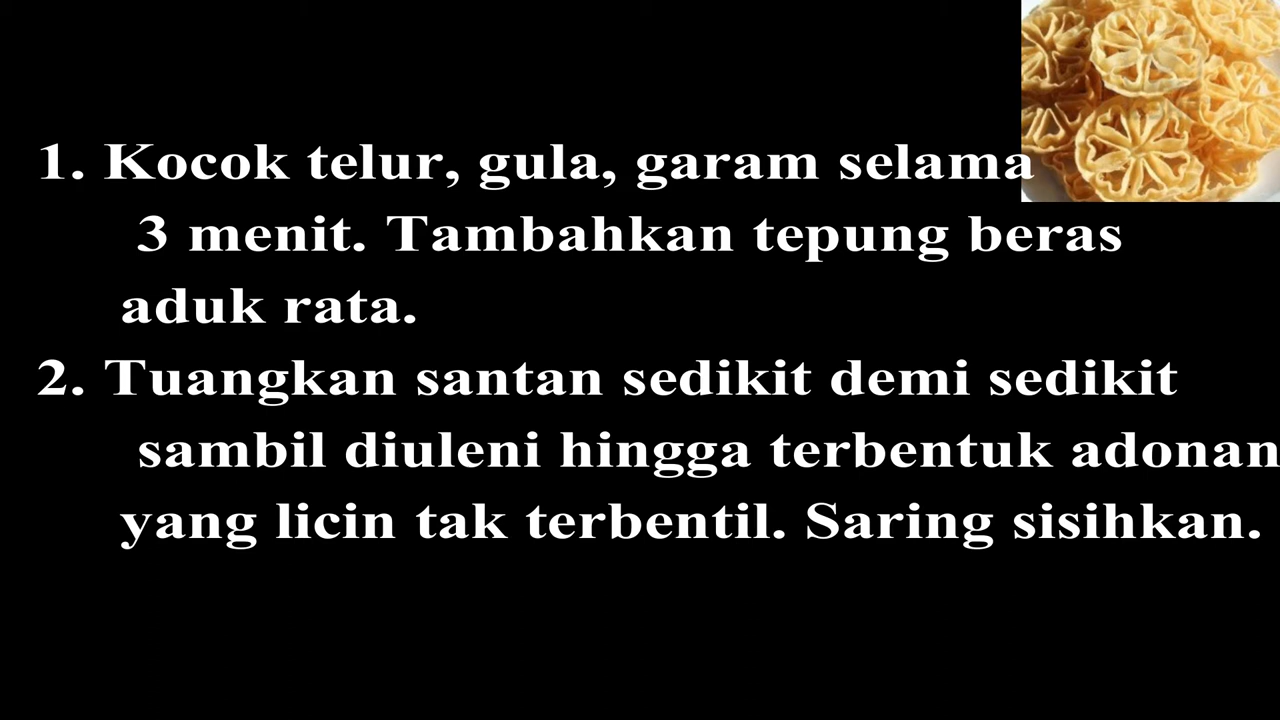 1. Kocok telur, gula, garam selama
3 menit. Tambahkan tepung beras
aduk rata.
2. Tuangkan santan sedikit demi sedikit
sambil diuleni hingga terbentuk adonan
yang licin tak terbentil. Saring sisihkan.